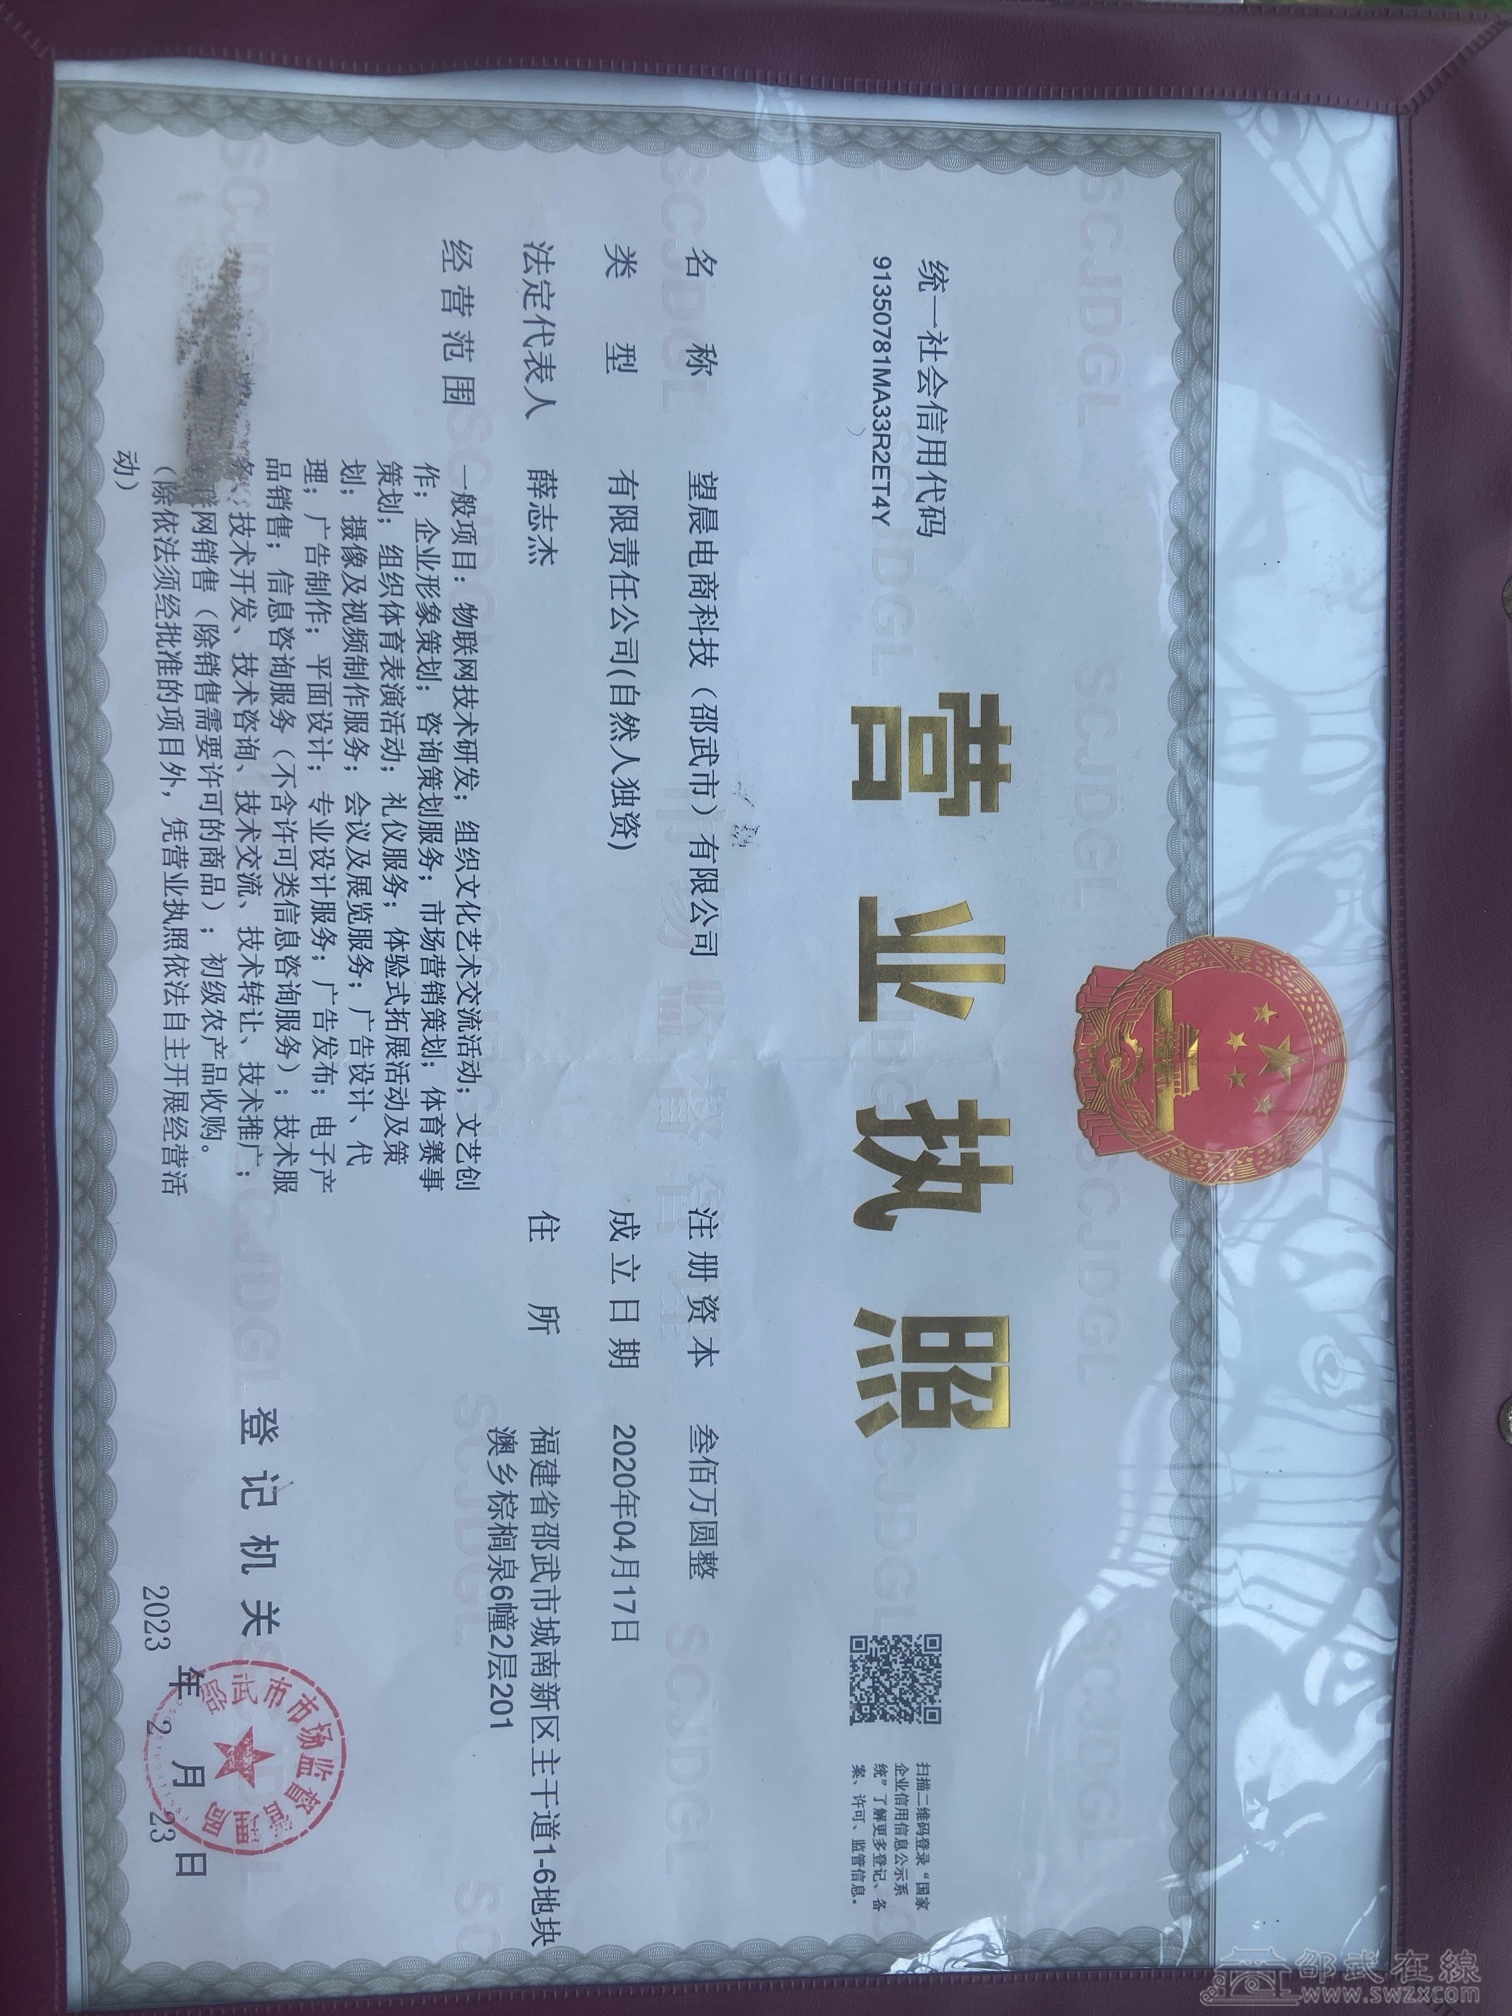 营业执照
统一社会信用代码
91350781MA33R2ET4Y
扫描二维码登录“国家
企业信用信息公示系
统”了解更多登记、备
案、许可、监管信息。
名称 望晨电商科技（邵武市）有限公司
类型 有限责任公司(自然人独资)
法定代表人 薛志杰
经营范围 一般项目：物联网技术研发；组织文化艺术交流活动；文艺创
作；企业形象策划；咨询策划服务；市场营销策划；体育赛事
策划；组织体育表演活动；礼仪服务；体验式拓展活动及策
划；摄像及视频制作服务；会议及展览服务；广告设计、代
理；广告制作；平面设计；专业设计服务；广告发布；电子产
品销售；信息咨询服务（不含许可类信息咨询服务）；技术服
务、技术开发、技术咨询、技术交流、技术转让、技术推广；
联网销售（除销售需要许可的商品）；初级农产品收购。
（除依法须经批准的项目外，凭营业执照依法自主开展经营活
动）
注册资本 叁佰万圆整
成立日期 2020年04月17日
住所 福建省邵武市城南新区主干道1-6地块
澳乡棕榈泉6幢2层201
登记机关
邵武市市场监督管理局
2023年2月23日
邵武在線
www.swzx.com